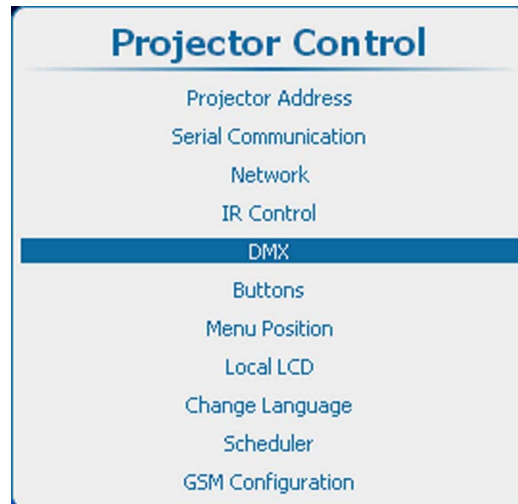 Projector Control
Projector Address
Serial Communication
Network
IR Control
DMX
Buttons
Menu Position
Local LCD
Change Language
Scheduler
GSM Configuration